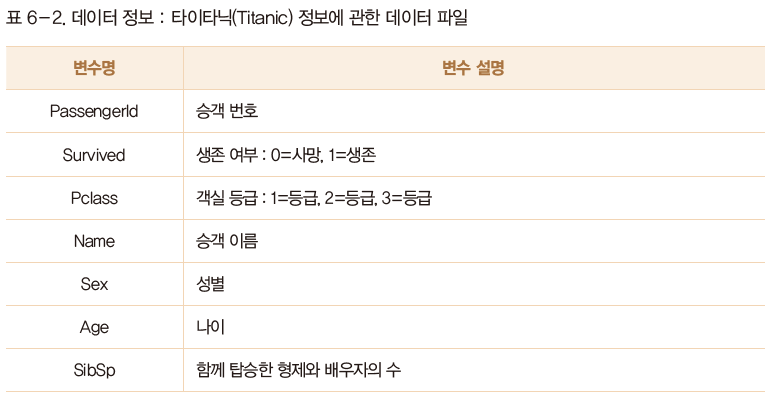 표 6-2. 데이터 정보 : 타이타닉(Titanic) 정보에 관한 데이터 파일
변수명 변수 설명
PassengerId 승객 번호
Survived 생존 여부 : 0=사망, 1=생존
Pclass 객실 등급 : 1=등급, 2=등급, 3=등급
Name 승객 이름
Sex 성별
Age 나이
SibSp 함께 탑승한 형제와 배우자의 수